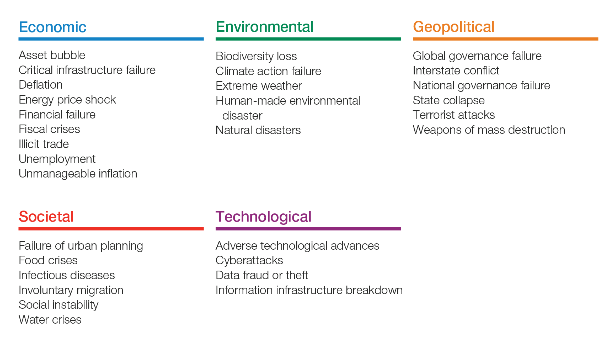 Economic
Asset bubble
Critical infrastructure failure
Deflation
Energy price shock
Financial failure
Fiscal crises
Illicit trade
Unemployment
Unmanageable inflation
Environmental
Biodiversity loss
Climate action failure
Extreme weather
Human-made environmental
disaster
Natural disasters
Geopolitical
Global governance failure
Interstate conflict
National governance failure
State collapse
Terrorist attacks
Weapons of mass destruction
Societal
Failure of urban planning
Food crises
Infectious diseases
Involuntary migration
Social instability
Water crises
Technological
Adverse technological advances
Cyberattacks
Data fraud or theft
Information infrastructure breakdown